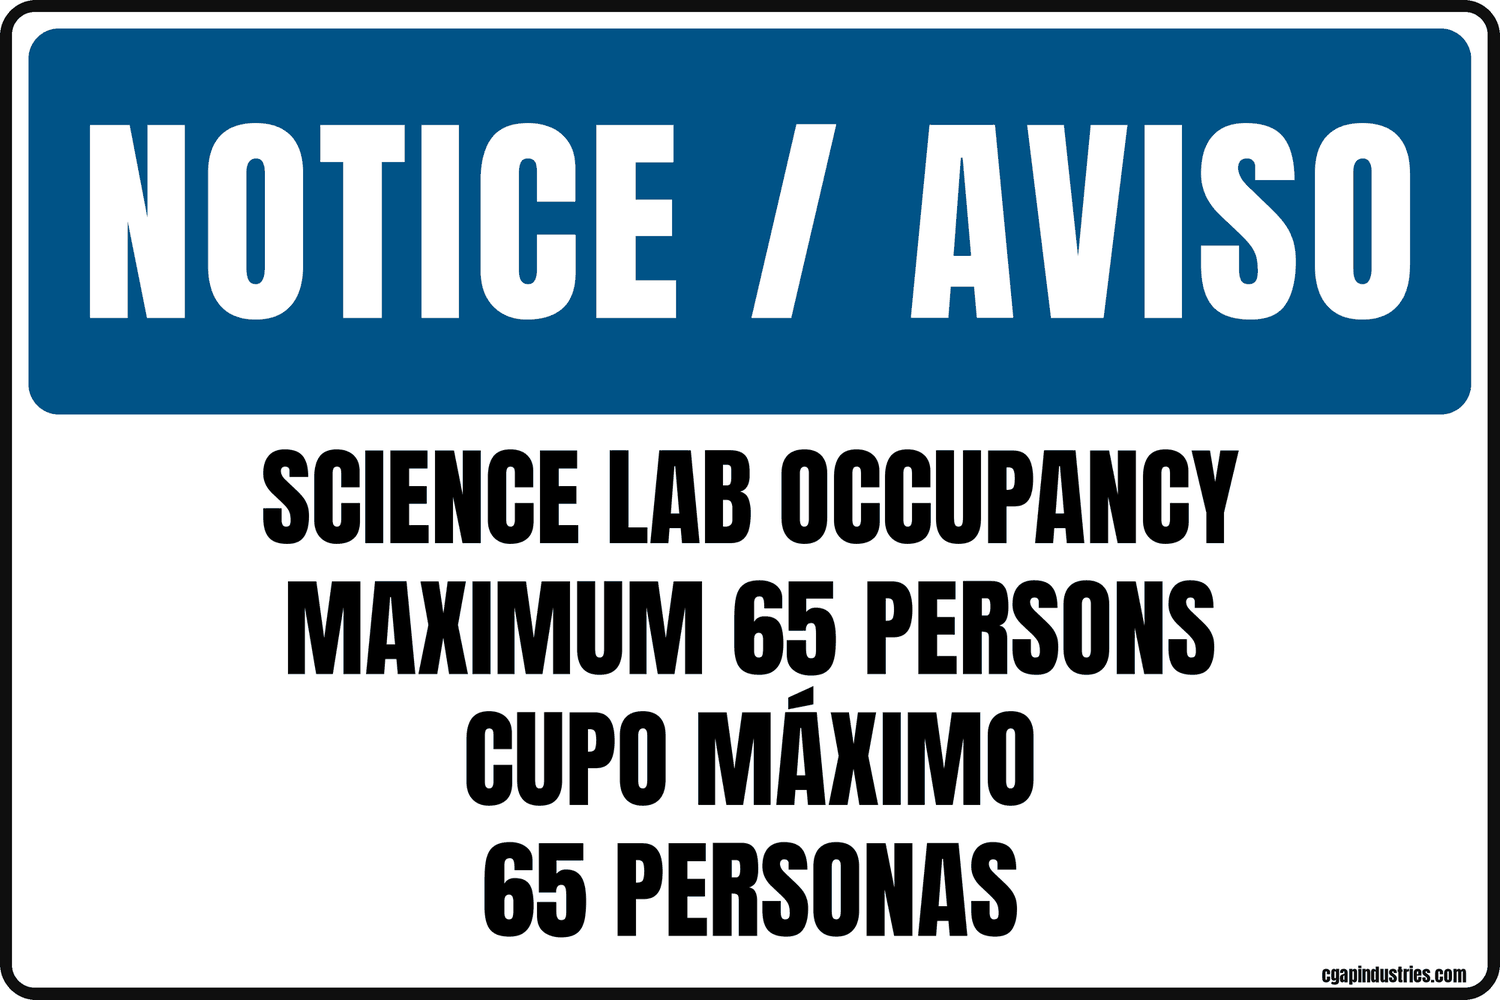 NOTICE / AVISO
SCIENCE LAB OCCUPANCY
MAXIMUM 65 PERSONS
CUPO MÁXIMO
65 PERSONAS
cgapindustries.com